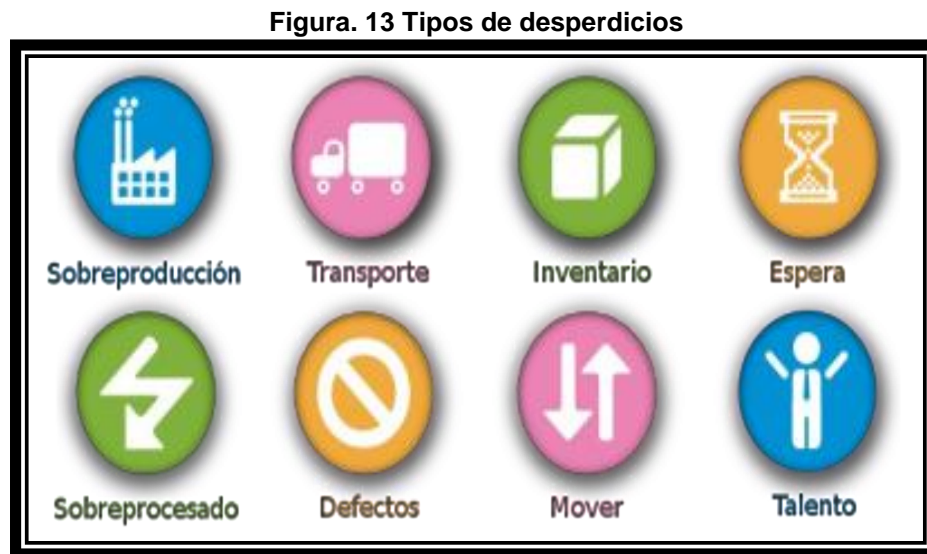 Figura. 13 Tipos de desperdicios
Sobreproducción Transporte Inventario Espera
Sobreprocesado Defectos Mover Talento